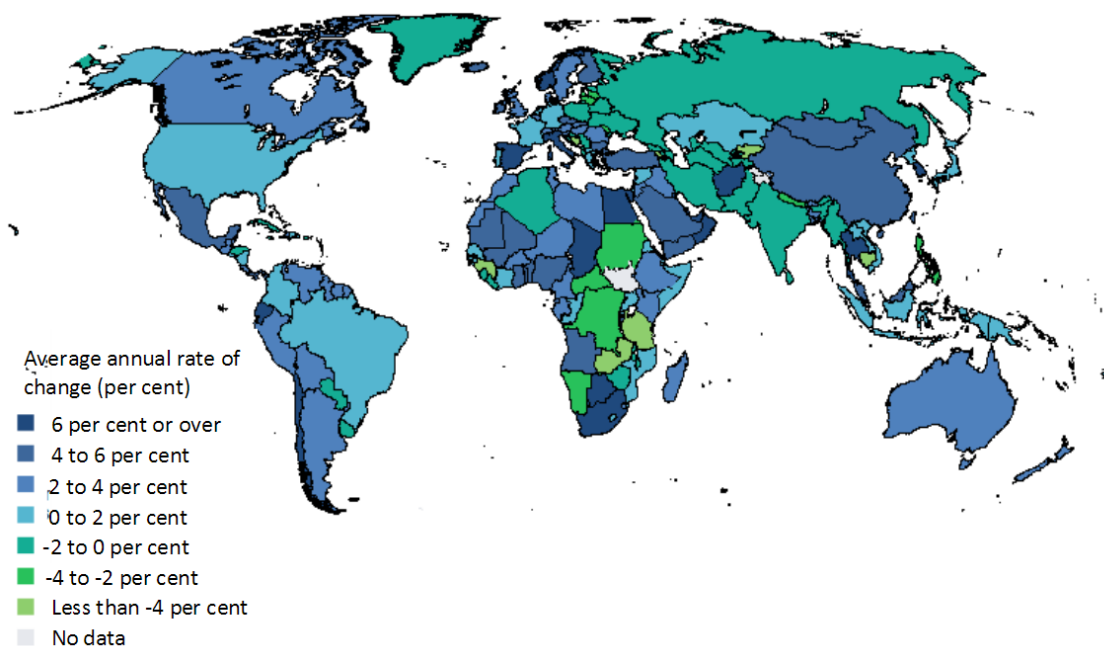 Average annual rate of
change (per cent)
6 per cent or over
4 to 6 per cent
2 to 4 per cent
0 to 2 per cent
-2 to 0 per cent
-4 to -2 per cent
Less than -4 per cent
No data